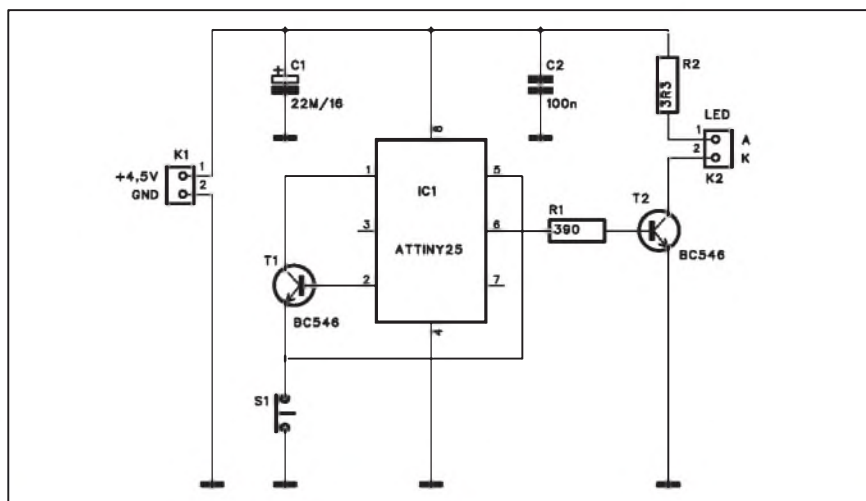 C1
+
22M/16
C2
100n
R2
3R3
LED
1
A
2
K
K2
K1
+4,5V
1
GND
2
8
1
5
IC1
3
6
ATTINY25
2
7
4
T1
BC546
R1
390
T2
BC546
S1